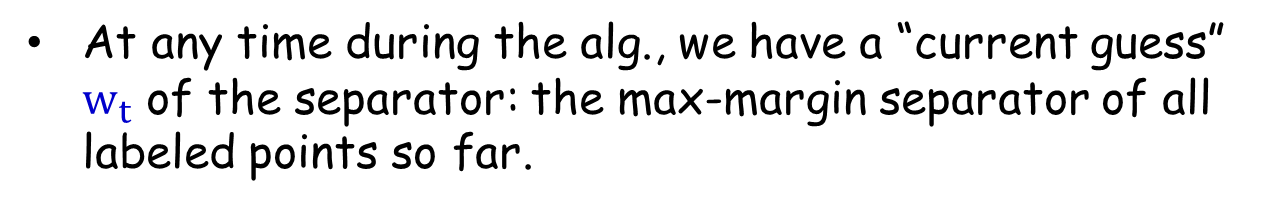 • At any time during the alg., we have a “current guess”
wt of the separator: the max-margin separator of all
labeled points so far.